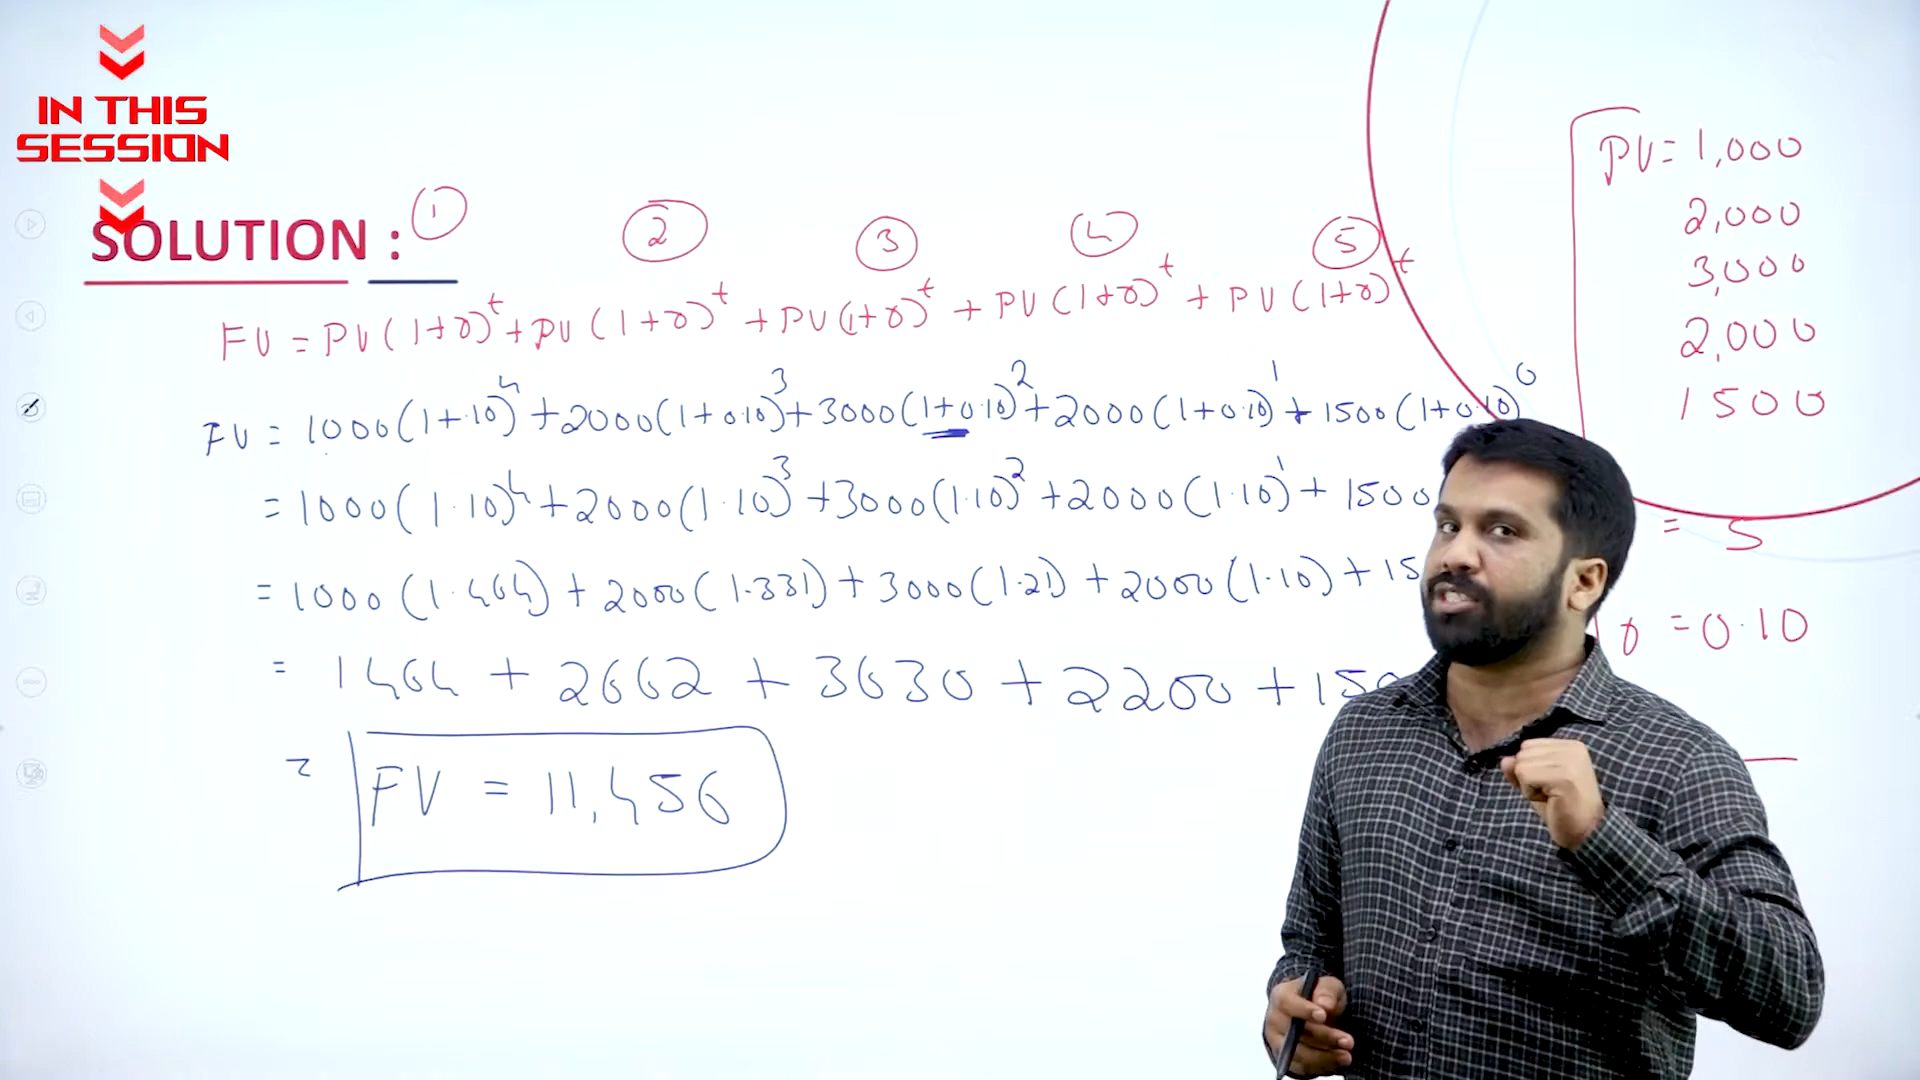 IN THIS
SESSION
SOLUTION :
1 2 3 4 5
FV = PV(1+r)^t + PV(1+r)^t + PV(1+r)^t + PV(1+r)^t + PV(1+r)^t
FV = 1000(1+.10)^4 + 2000(1+0.10)^3 + 3000(1+0.10)^2 + 2000(1+0.10)^1 + 1500(1+0.10)^0
= 1000(1.10)^4 + 2000(1.10)^3 + 3000(1.10)^2 + 2000(1.10)^1 + 1500
= 1000(1.464) + 2000(1.331) + 3000(1.21) + 2000(1.10) + 15
= 1464 + 2662 + 3630 + 2200 + 150
= FV = 11,456
PV = 1,000
2,000
3,000
2,000
1500
= 5
r = 0.10